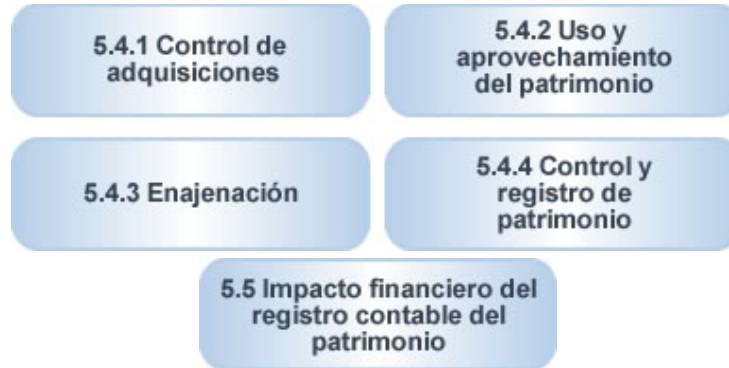 5.4.1 Control de
adquisiciones
5.4.2 Uso y
aprovechamiento
del patrimonio
5.4.3 Enajenación
5.4.4 Control y
registro de
patrimonio
5.5 Impacto financiero del
registro contable del
patrimonio